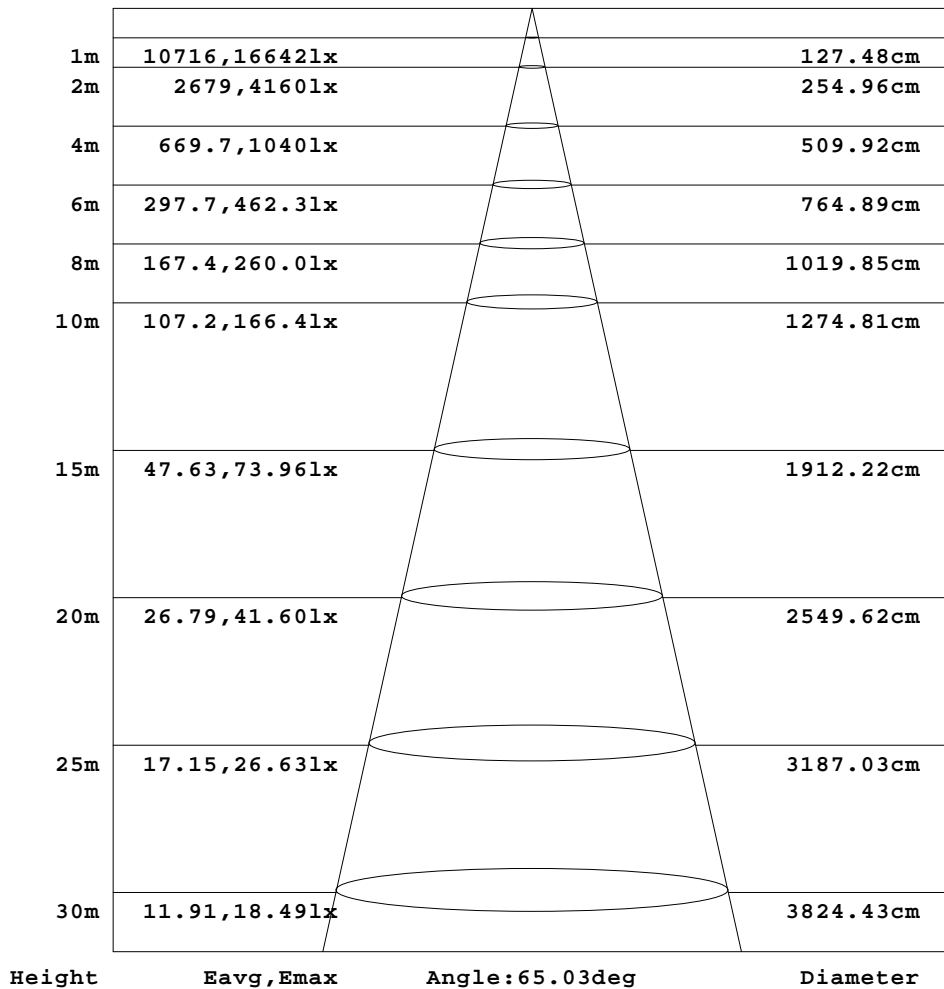 1m 10716,16642lx 127.48cm
2m 2679,4160lx 254.96cm
4m 669.7,1040lx 509.92cm
6m 297.7,462.3lx 764.89cm
8m 167.4,260.0lx 1019.85cm
10m 107.2,166.4lx 1274.81cm
15m 47.63,73.96lx 1912.22cm
20m 26.79,41.60lx 2549.62cm
25m 17.15,26.63lx 3187.03cm
30m 11.91,18.49lx 3824.43cm
Height Eavg,Emax Angle:65.03deg Diameter